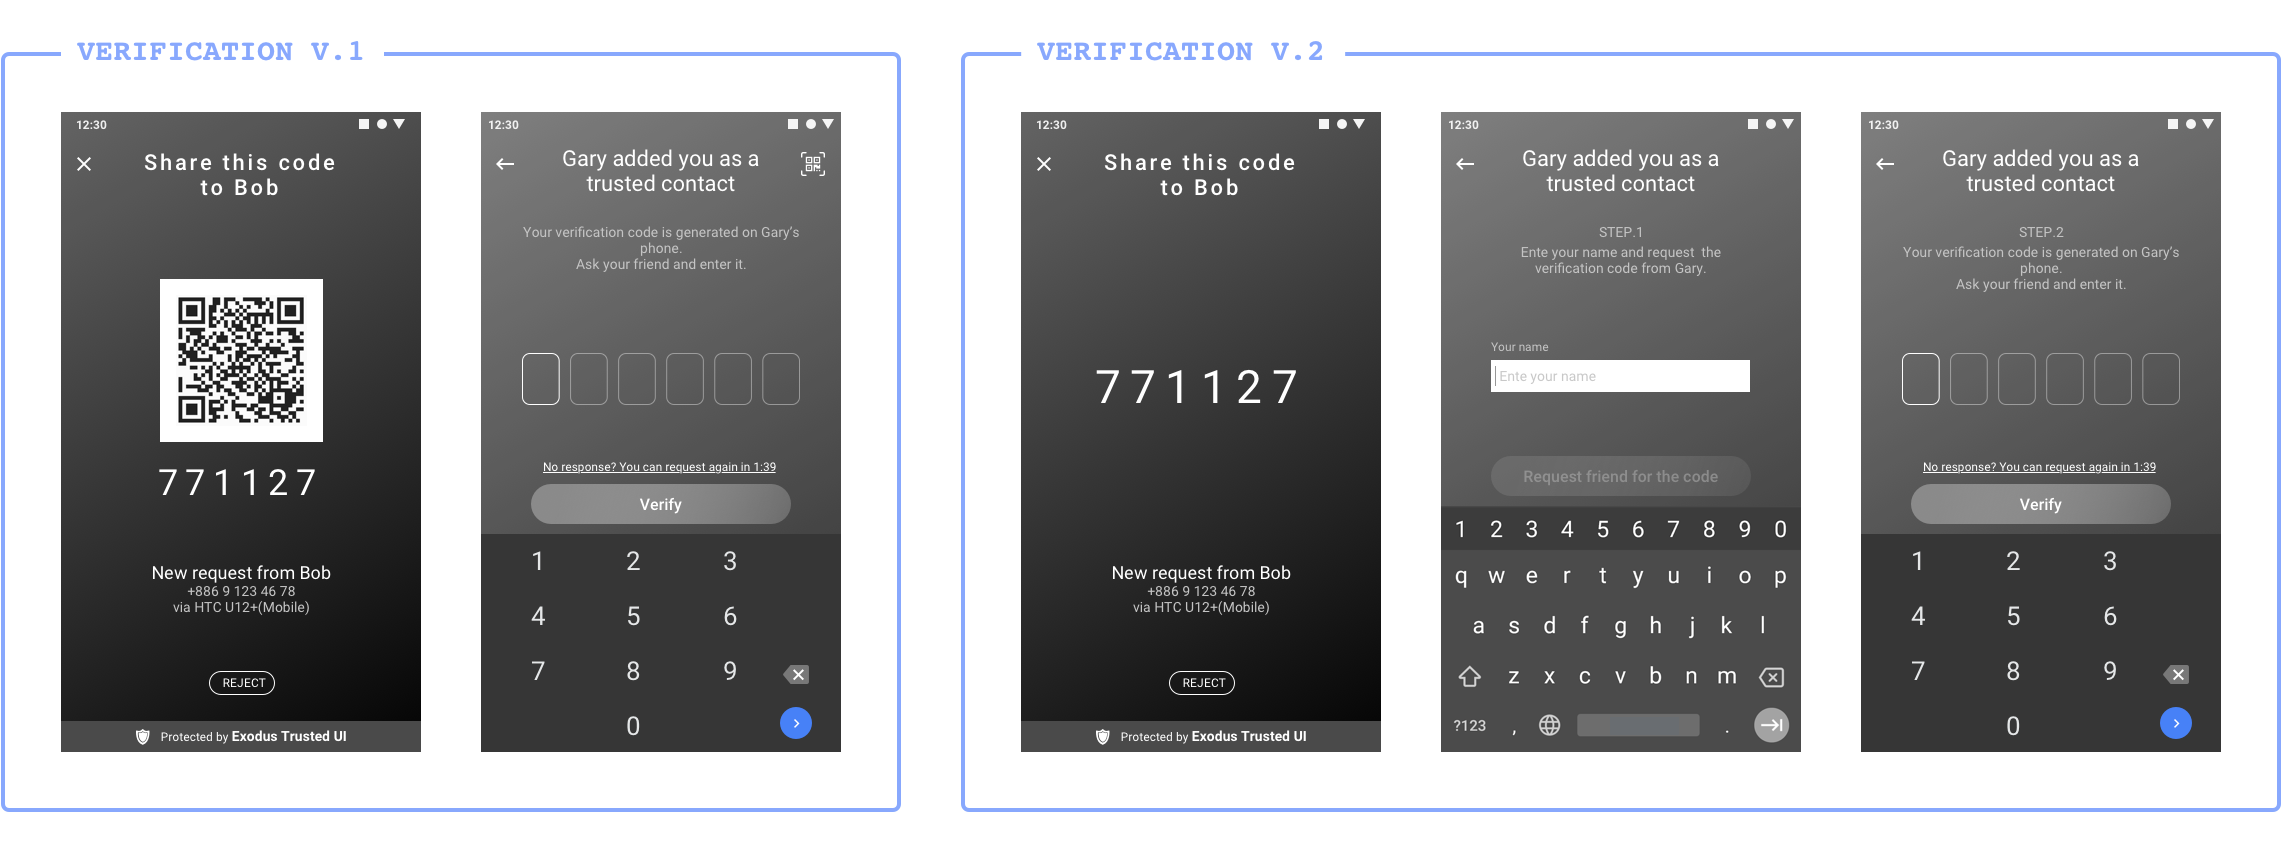 VERIFICATION V.1
12:30
Share this code
to Bob
771127
New request from Bob
+886 9 123 46 78
via HTC U12+(Mobile)
REJECT
Protected by Exodus Trusted UI
12:30
Gary added you as a
trusted contact
Your verification code is generated on Gary's
phone.
Ask your friend and enter it.
No response? You can request again in 1:39
Verify
1 2 3
4 5 6
7 8 9
0
VERIFICATION V.2
12:30
Share this code
to Bob
771127
New request from Bob
+886 9 123 46 78
via HTC U12+(Mobile)
REJECT
Protected by Exodus Trusted UI
12:30
Gary added you as a
trusted contact
STEP.1
Ente your name and request the
verification code from Gary.
Your name
Ente your name
Request friend for the code
1 2 3 4 5 6 7 8 9 0
q w e r t y u i o p
a s d f g h j k l
z x c v b n m
?123 , .
12:30
Gary added you as a
trusted contact
STEP.2
Your verification code is generated on Gary's
phone.
Ask your friend and enter it.
No response? You can request again in 1:39
Verify
1 2 3
4 5 6
7 8 9
0